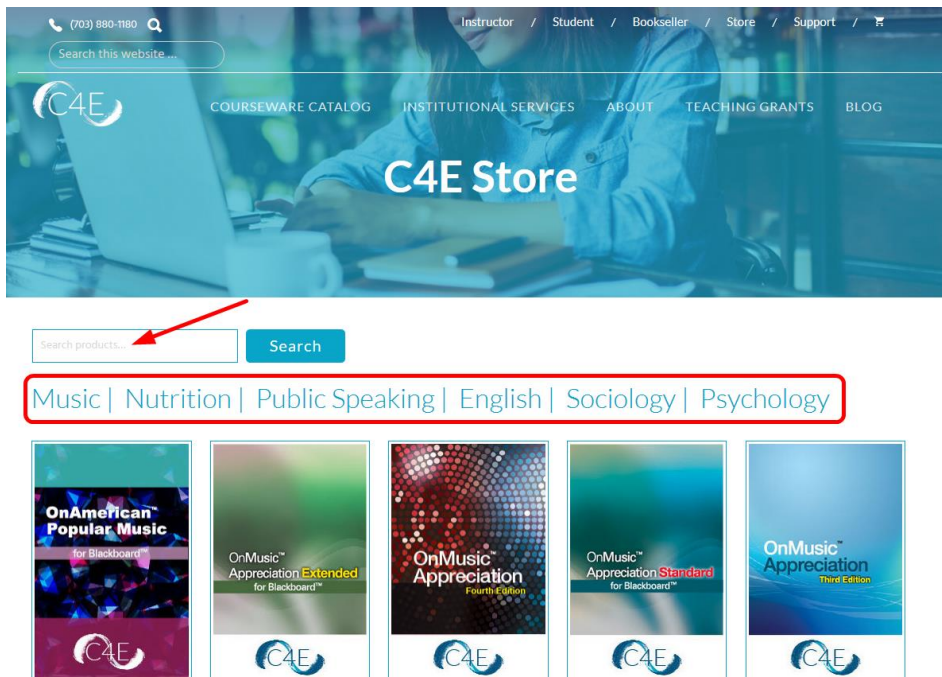 (703) 880-1180
Instructor / Student / Bookseller / Store / Support /
Search this website ...
C4E
COURSEWARE CATALOG INSTITUTIONAL SERVICES ABOUT TEACHING GRANTS BLOG
C4E Store
Search products...
Search
Music | Nutrition | Public Speaking | English | Sociology | Psychology
OnAmerican™
Popular Music
for Blackboard™
C4E
OnMusic™
Appreciation Extended
for Blackboard™
C4E
OnMusic™
Appreciation
Fourth Edition
C4E
OnMusic™
Appreciation Standard
for Blackboard™
C4E
OnMusic™
Appreciation
Third Edition
C4E